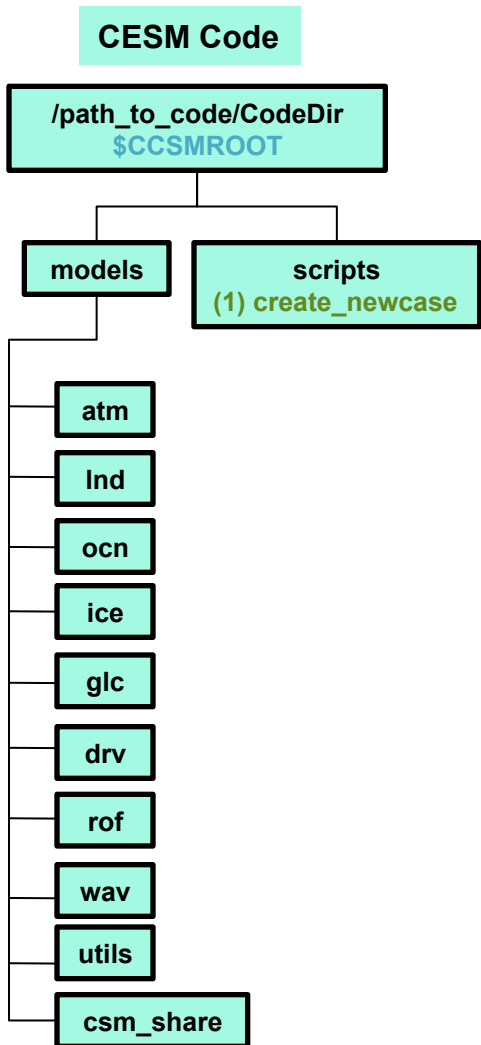 CESM Code
/path_to_code/CodeDir
$CCSMROOT
models
scripts
(1) create_newcase
atm
lnd
ocn
ice
glc
drv
rof
wav
utils
csm_share